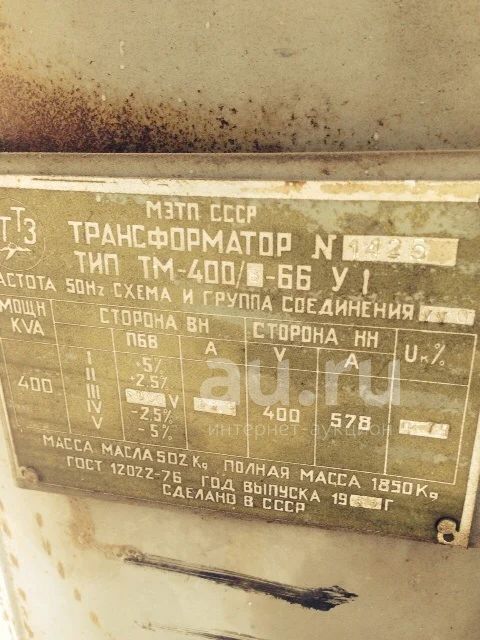 МЭТП СССР
ТТЗ
ТРАНСФОРМАТОР N
ТИП ТМ-400/ -66 У1
ЧАСТОТА 50Hz СХЕМА И ГРУППА СОЕДИНЕНИЯ
МОЩН KVA СТОРОНА ВН СТОРОНА НН Uк%
ПБВ A V A
I +5%
II +2.5%
400 III V 400 578
IV -2.5%
V -5%
МАССА МАСЛА 502 Kg ПОЛНАЯ МАССА 1850 Kg
ГОСТ 12022-76 ГОД ВЫПУСКА 19 Г
СДЕЛАНО В СССР
au.ru
интернет-аукцион